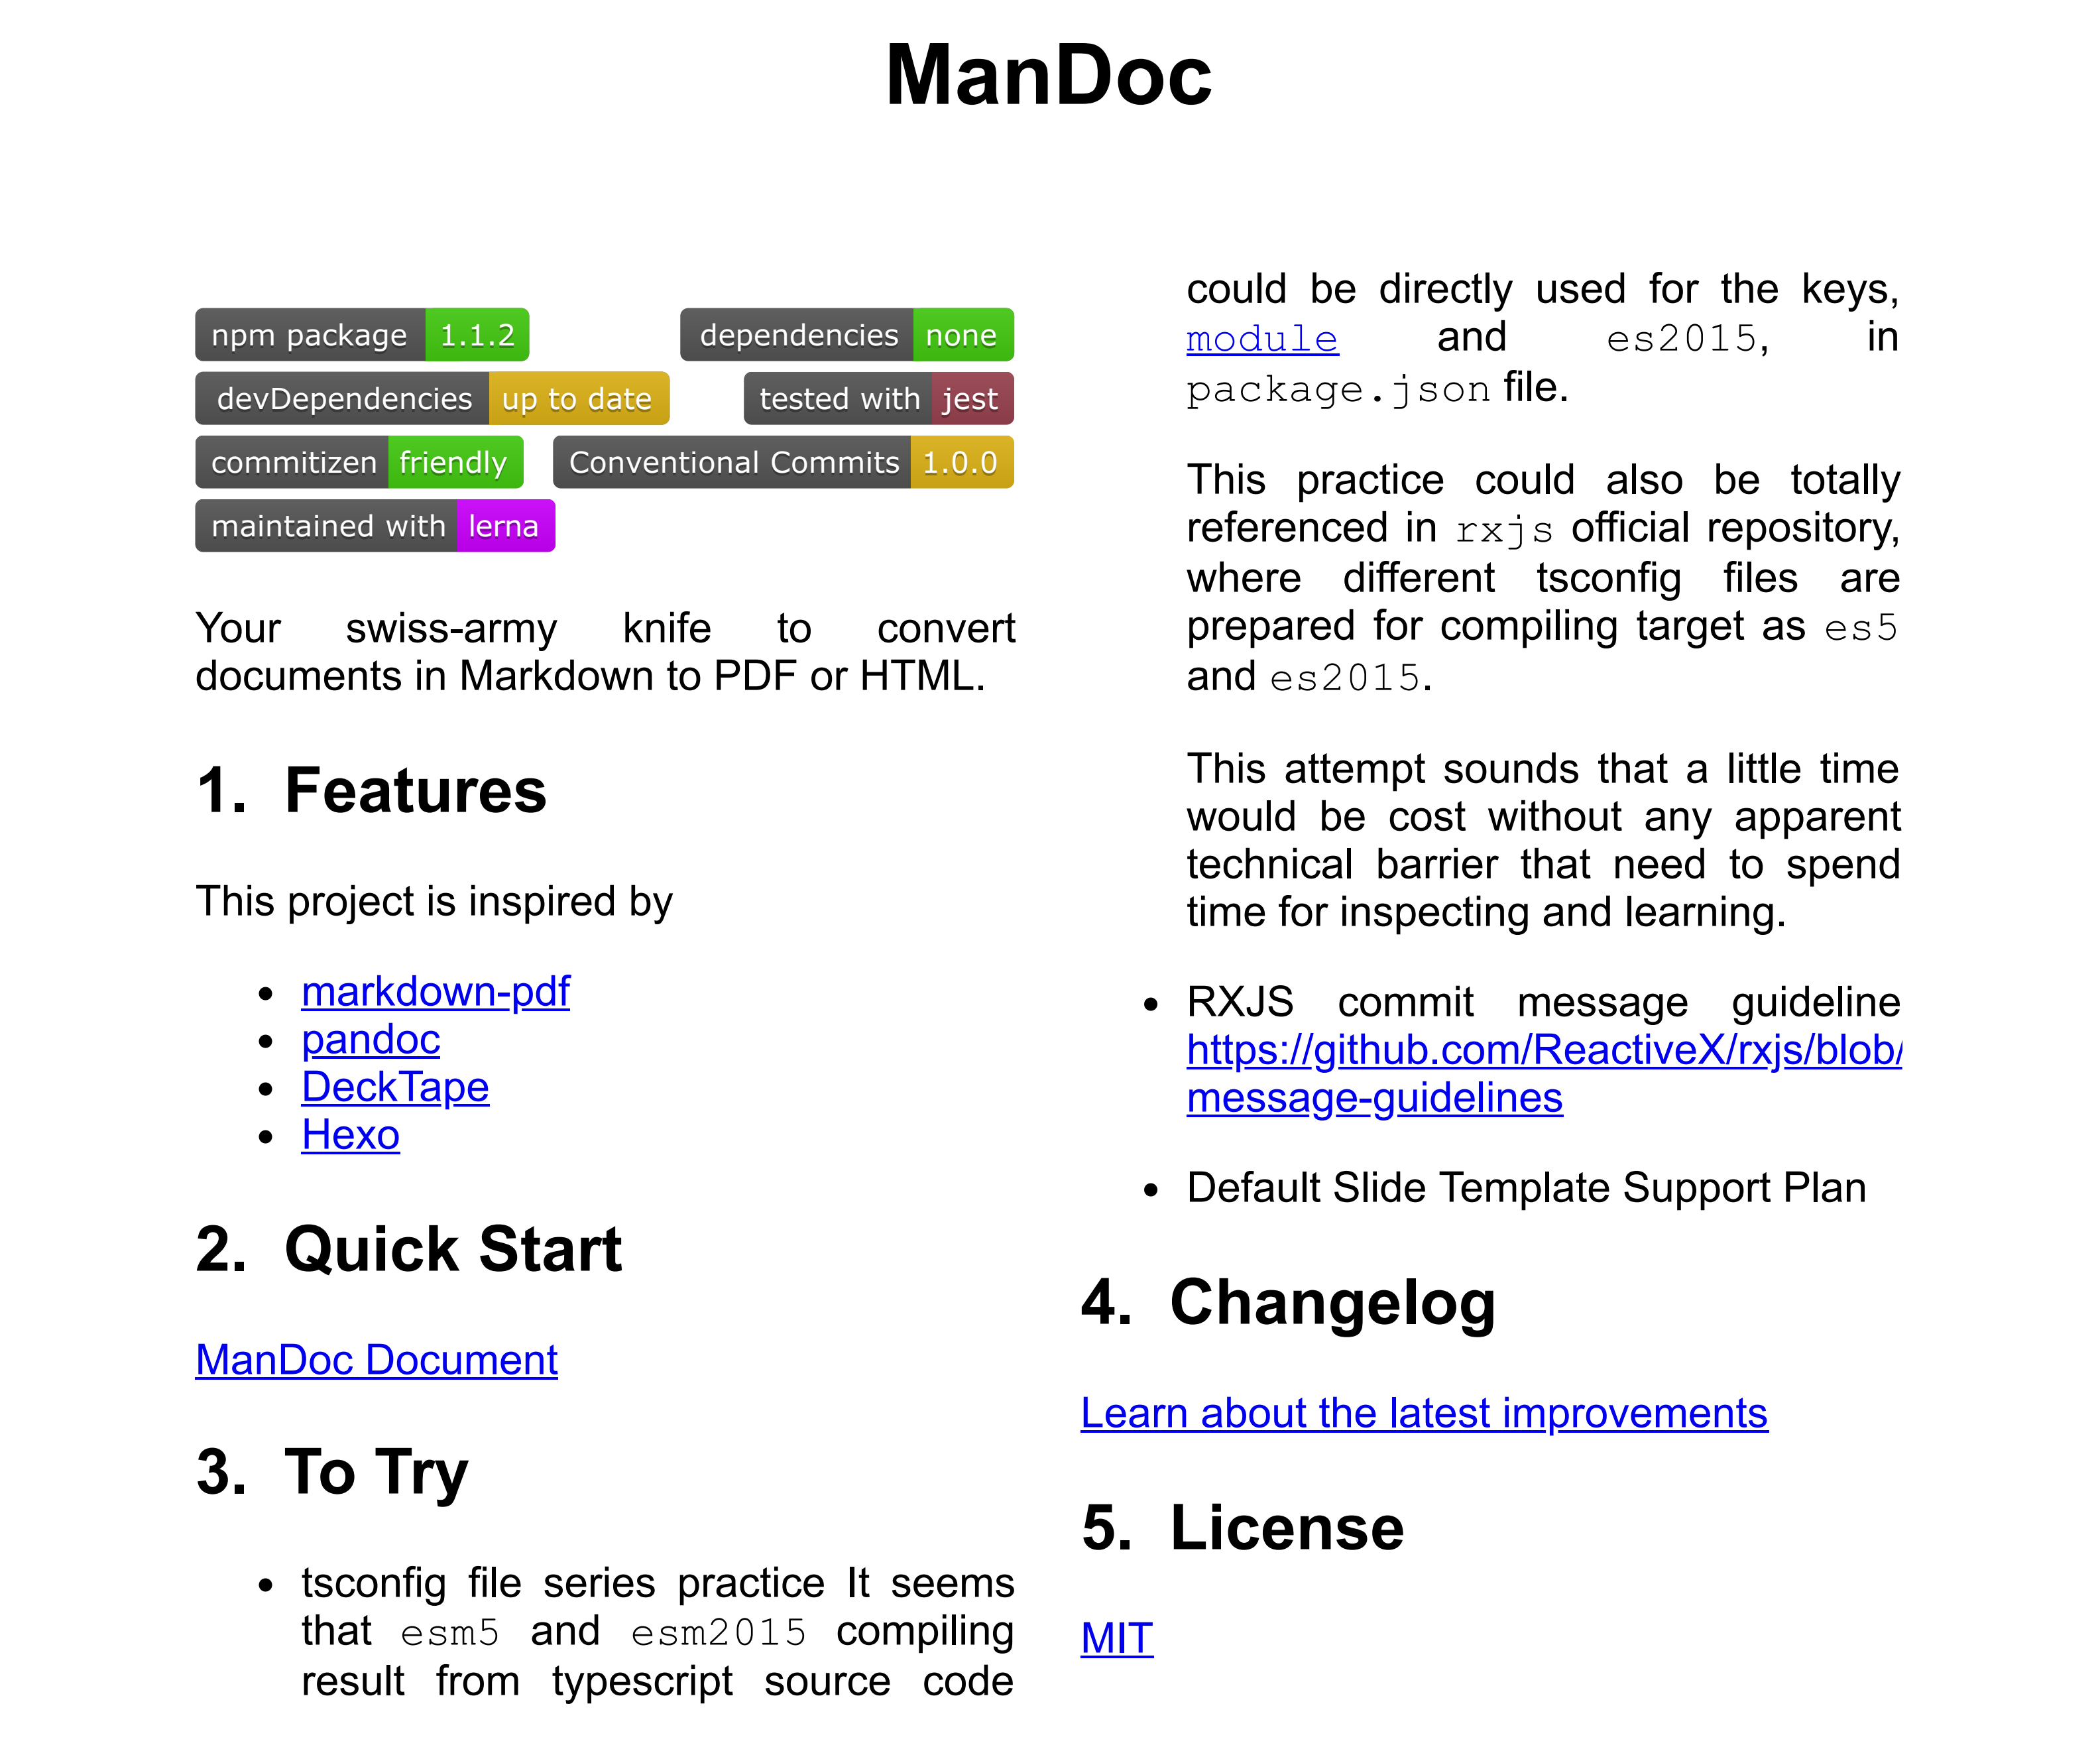 ManDoc
npm package 1.1.2 dependencies none
devDependencies up to date tested with jest
commitizen friendly Conventional Commits 1.0.0
maintained with lerna
Your swiss-army knife to convert
documents in Markdown to PDF or HTML.
1. Features
This project is inspired by
• markdown-pdf
• pandoc
• DeckTape
• Hexo
2. Quick Start
ManDoc Document
3. To Try
• tsconfig file series practice It seems
that esm5 and esm2015 compiling
result from typescript source code
could be directly used for the keys,
module and es2015, in
package.json file.
This practice could also be totally
referenced in rxjs official repository,
where different tsconfig files are
prepared for compiling target as es5
and es2015.
This attempt sounds that a little time
would be cost without any apparent
technical barrier that need to spend
time for inspecting and learning.
• RXJS commit message guideline
https://github.com/ReactiveX/rxjs/blob/
message-guidelines
• Default Slide Template Support Plan
4. Changelog
Learn about the latest improvements
5. License
MIT